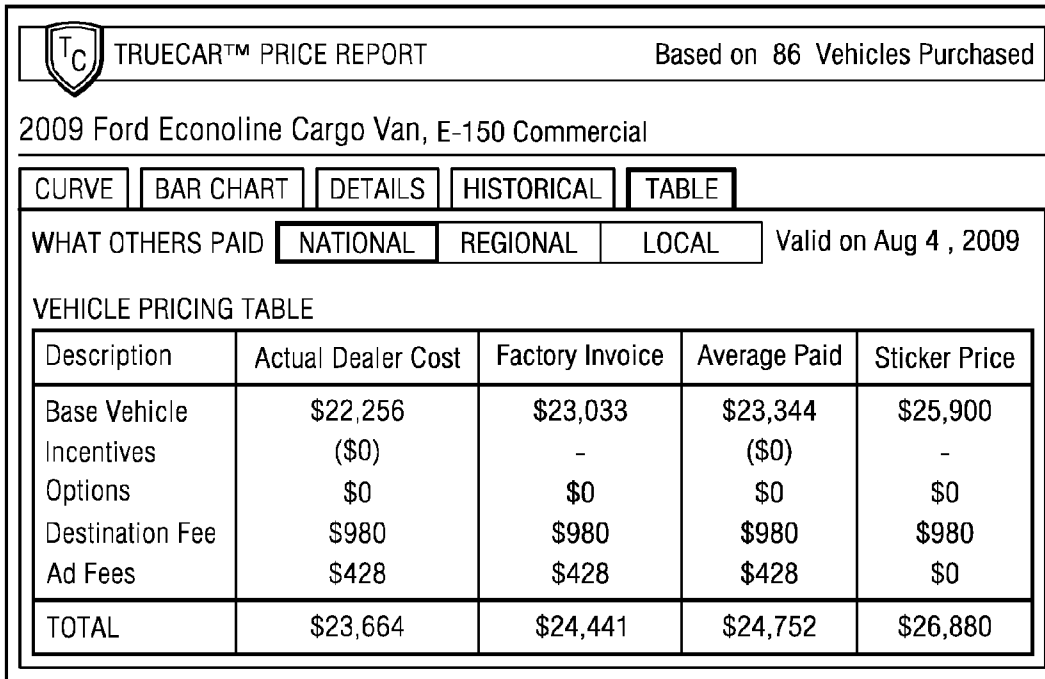 TC TRUECAR™ PRICE REPORT Based on 86 Vehicles Purchased
2009 Ford Econoline Cargo Van, E-150 Commercial
CURVE BAR CHART DETAILS HISTORICAL TABLE
WHAT OTHERS PAID NATIONAL REGIONAL LOCAL Valid on Aug 4 , 2009
VEHICLE PRICING TABLE
Description Actual Dealer Cost Factory Invoice Average Paid Sticker Price
Base Vehicle $22,256 $23,033 $23,344 $25,900
Incentives ($0) - ($0) -
Options $0 $0 $0 $0
Destination Fee $980 $980 $980 $980
Ad Fees $428 $428 $428 $0
TOTAL $23,664 $24,441 $24,752 $26,880